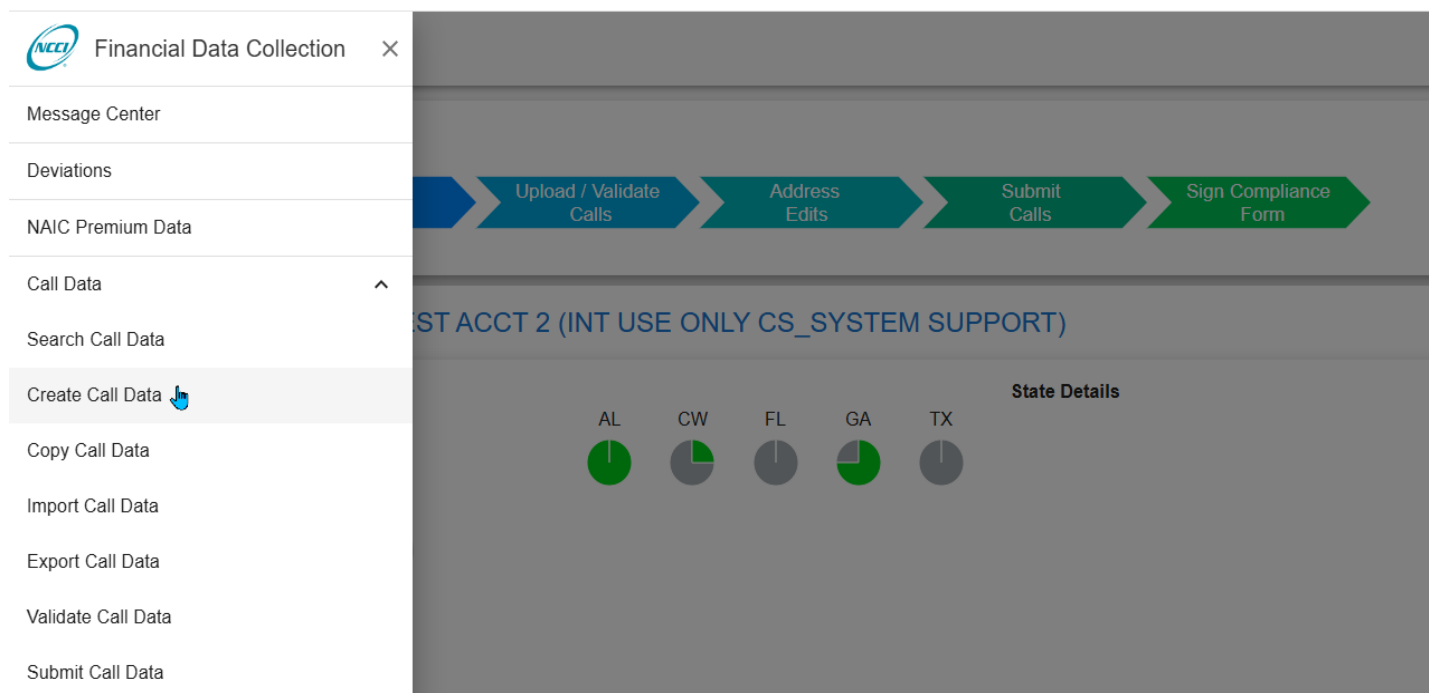 NCCI
Financial Data Collection
Message Center
Deviations
NAIC Premium Data
Call Data
Search Call Data
Create Call Data
Copy Call Data
Import Call Data
Export Call Data
Validate Call Data
Submit Call Data
Upload / Validate
Calls
Address
Edits
Submit
Calls
Sign Compliance
Form
ST ACCT 2 (INT USE ONLY CS_SYSTEM SUPPORT)
State Details
AL CW FL GA TX